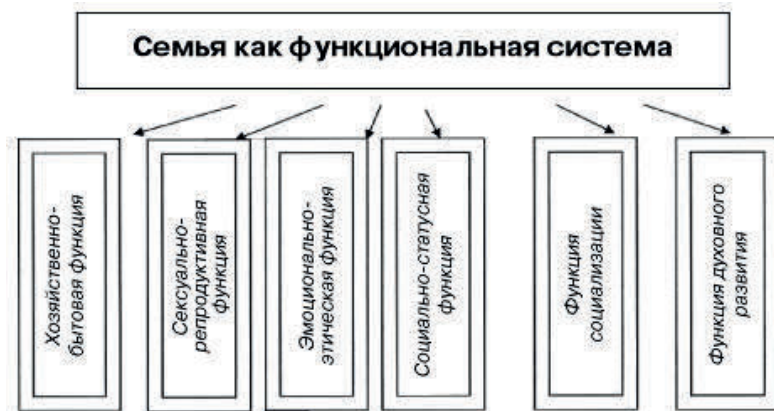 Семья как функциональная система
Хозяйственно-
бытовая функция
Сексуально-
репродуктивная
функция
Эмоционально-
этическая функция
Социально-статусная
функция
Функция
социализации
Функция духовного
развития